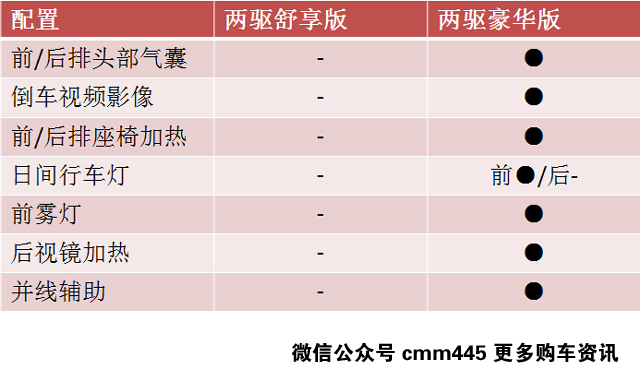 配置 两驱舒享版 两驱豪华版
前/后排头部气囊 - ●
倒车视频影像 - ●
前/后排座椅加热 - ●
日间行车灯 - 前●/后-
前雾灯 - ●
后视镜加热 - ●
并线辅助 - ●
微信公众号 cmm445 更多购车资讯